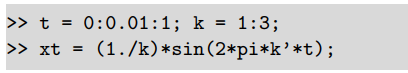 >> t = 0:0.01:1; k = 1:3;
>> xt = (1./k)*sin(2*pi*k’*t);